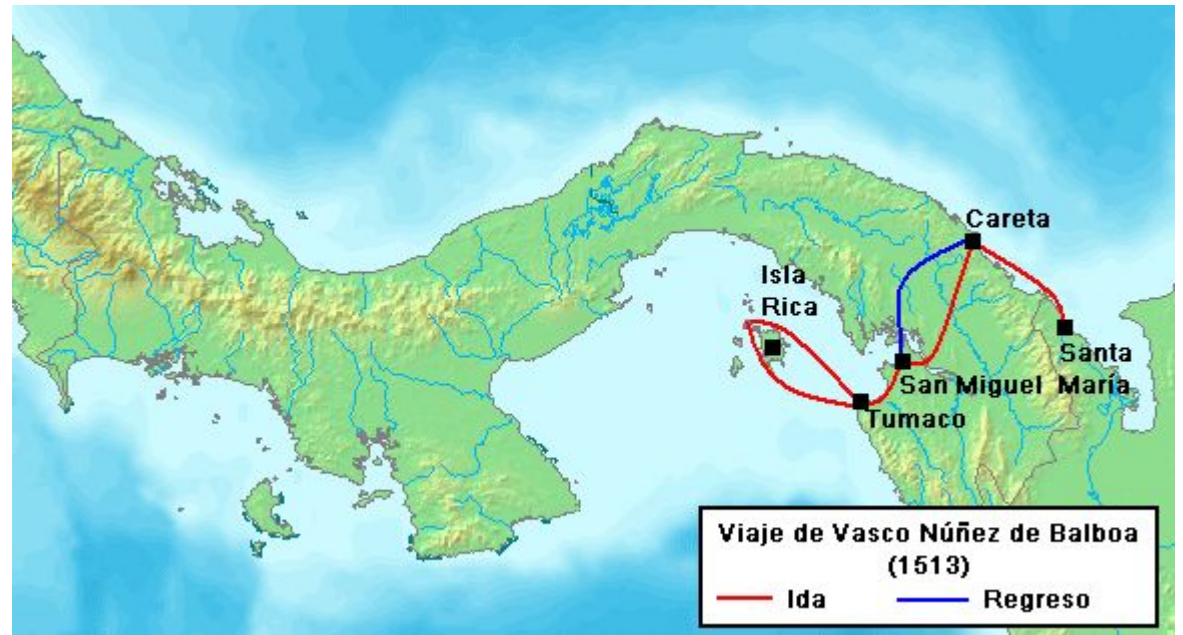 Careta
Isla
Rica
Santa
María
San Miguel
Tumaco
Viaje de Vasco Núñez de Balboa
(1513)
Ida
Regreso